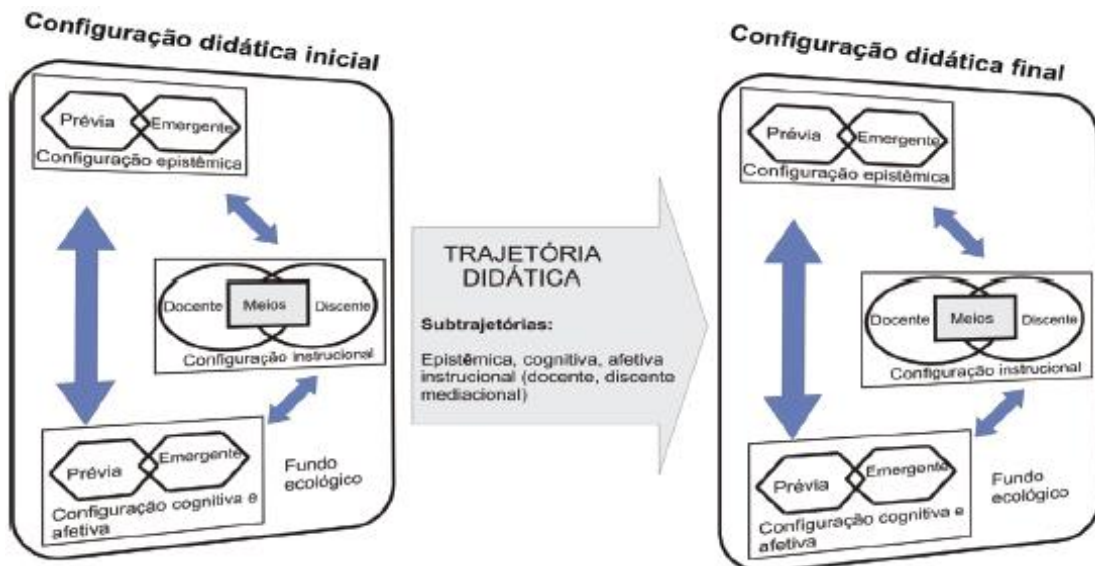 Configuração didática inicial
Prévia
Emergente
Configuração epistêmica
Docente
Meios
Discente
Configuração instrucional
Prévia
Emergente
Configuração cognitiva e
afetiva
Fundo
ecológico
TRAJETÓRIA
DIDÁTICA
Subtrajetórias:
Epistêmica, cognitiva, afetiva
instrucional (docente, discente
mediacional)
Configuração didática final
Prévia
Emergente
Configuração epistêmica
Docente
Meios
Discente
Configuração instrucional
Prévia
Emergente
Configuração cognitiva e
afetiva
Fundo
ecológico